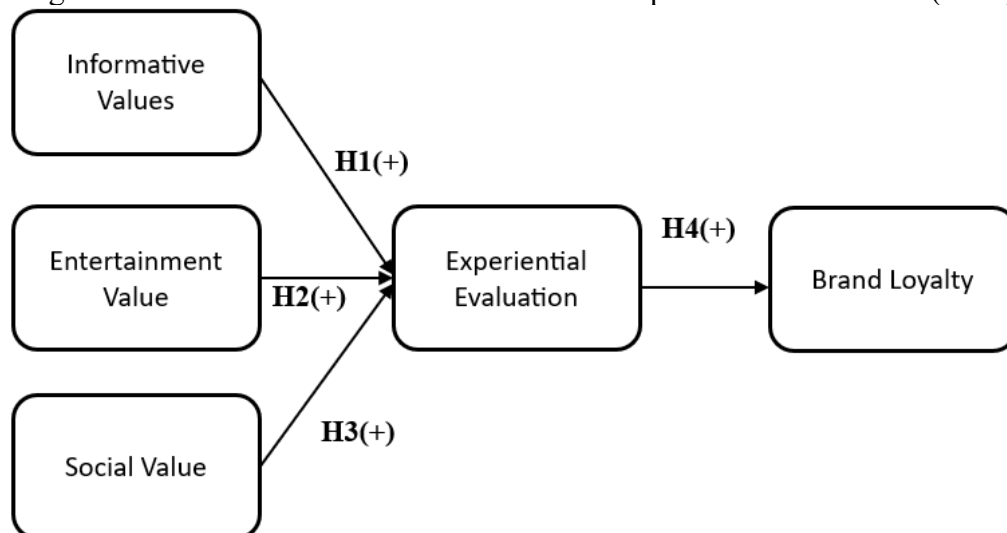 Informative
Values
H1(+)
Entertainment
Value
H2(+)
Experiential
Evaluation
H4(+)
Brand Loyalty
H3(+)
Social Value